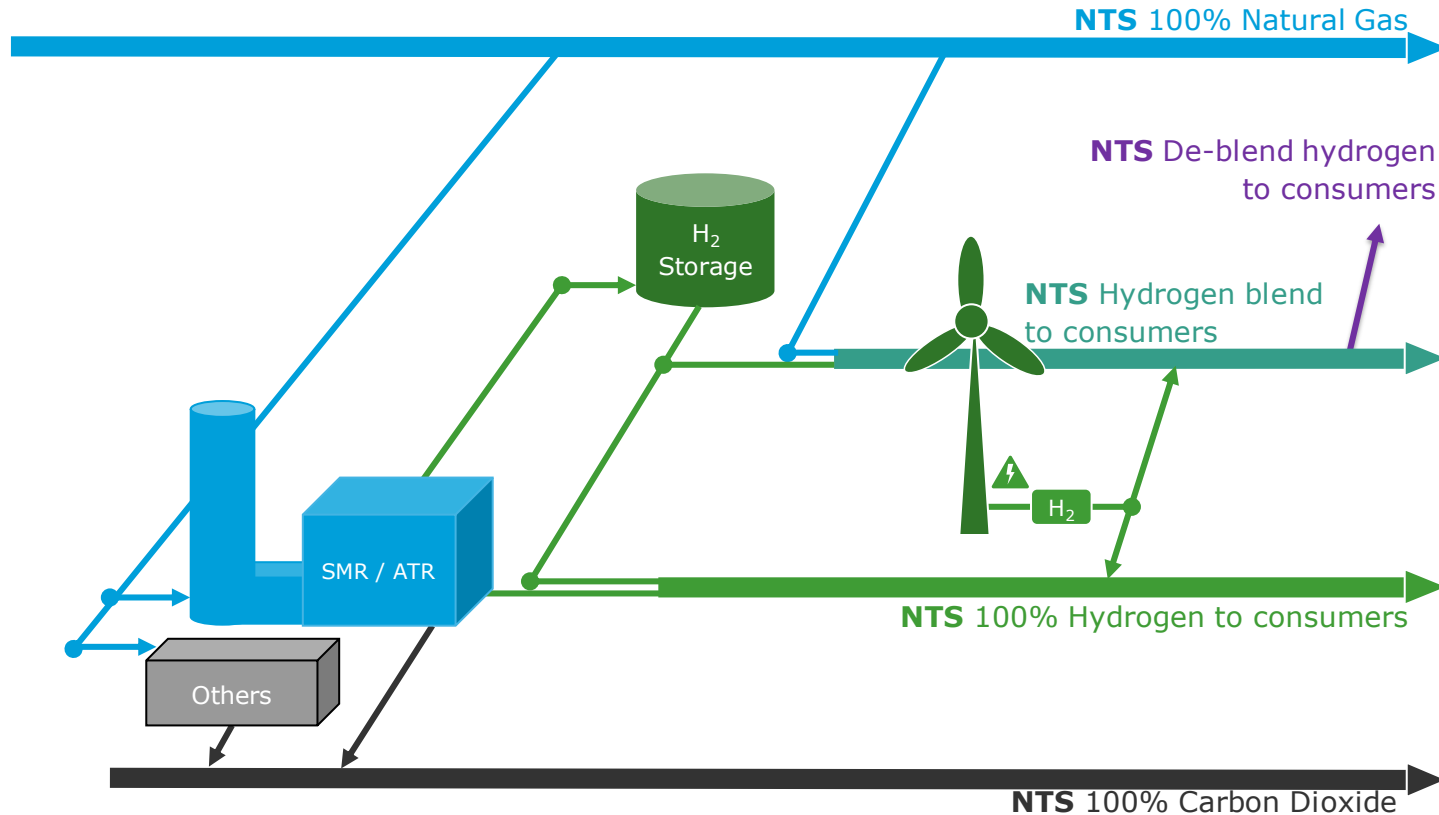 NTS 100% Natural Gas
NTS De-blend hydrogen
to consumers
H₂
Storage
NTS Hydrogen blend
to consumers
H₂
SMR / ATR
NTS 100% Hydrogen to consumers
Others
NTS 100% Carbon Dioxide